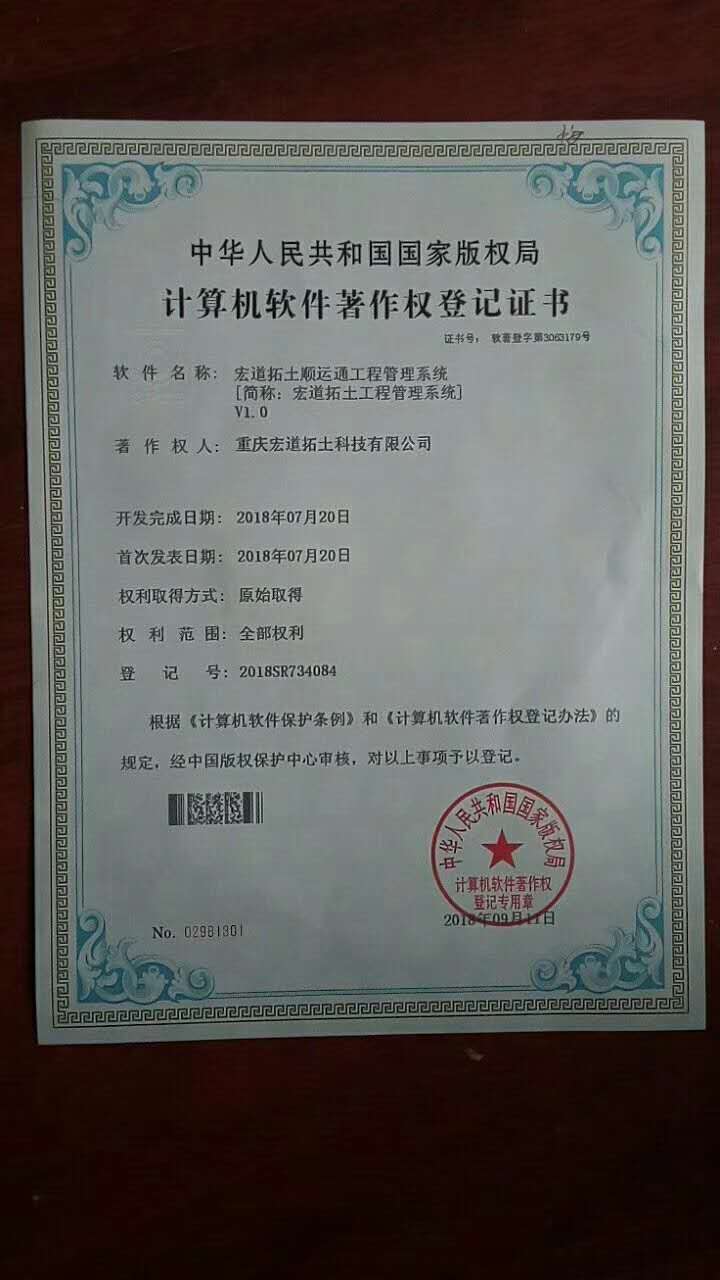 中华人民共和国国家版权局
计算机软件著作权登记证书
证书号： 软著登字第3063179号
软件名称： 宏道拓土顺运通工程管理系统
[简称：宏道拓土工程管理系统]
V1.0
著作权人： 重庆宏道拓土科技有限公司
开发完成日期： 2018年07月20日
首次发表日期： 2018年07月20日
权利取得方式： 原始取得
权利范围： 全部权利
登记号： 2018SR734084
根据《计算机软件保护条例》和《计算机软件著作权登记办法》的
规定，经中国版权保护中心审核，对以上事项予以登记。
中华人民共和国国家版权局
计算机软件著作权
登记专用章
2018年09月11日
No. 02981301